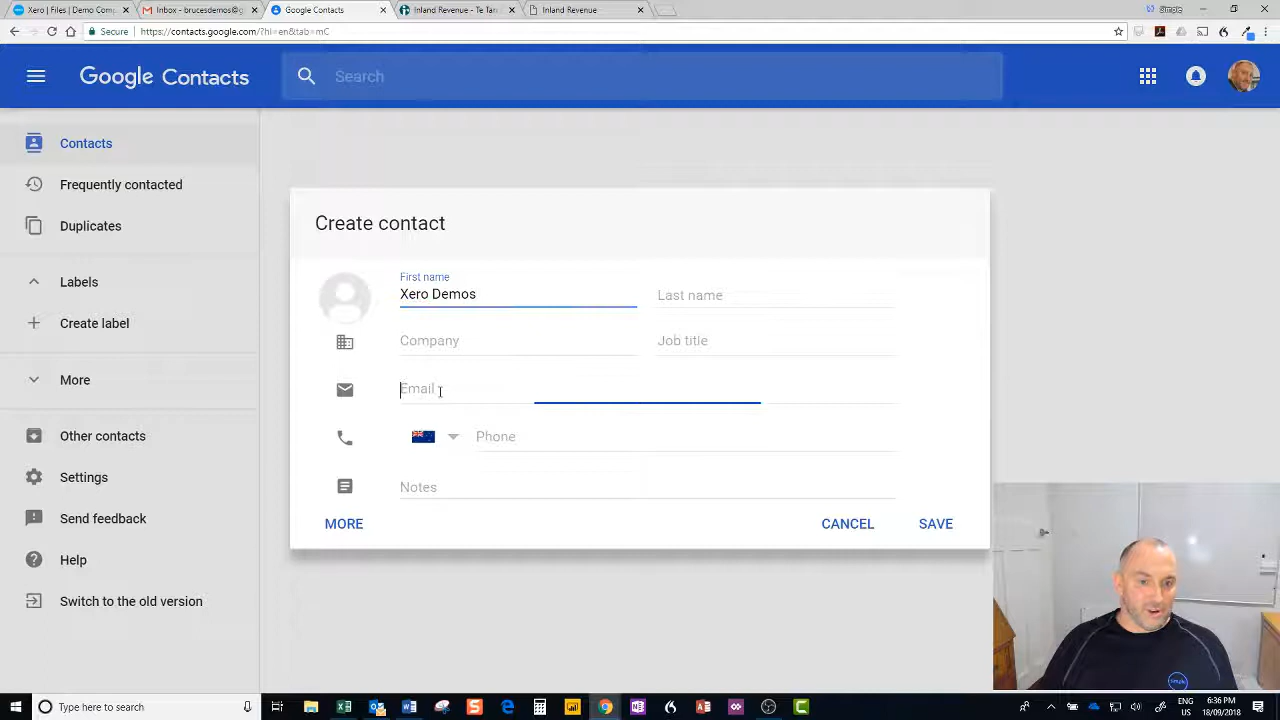 Xero | Files | Demo Comp
Inbox - brucesdemos@g
Google Contacts
Inland Revenue - Te Tar
Inland Revenue
Secure
https://contacts.google.com/?hl=en&tab=mC
Google Contacts
Search
Contacts
Frequently contacted
Duplicates
Labels
Create label
More
Other contacts
Settings
Send feedback
Help
Switch to the old version
Create contact
First name
Xero Demos
Last name
Company
Job title
Email
Phone
Notes
MORE
CANCEL
SAVE
Type here to search
ENG
US
6:36 PM
18/09/2018